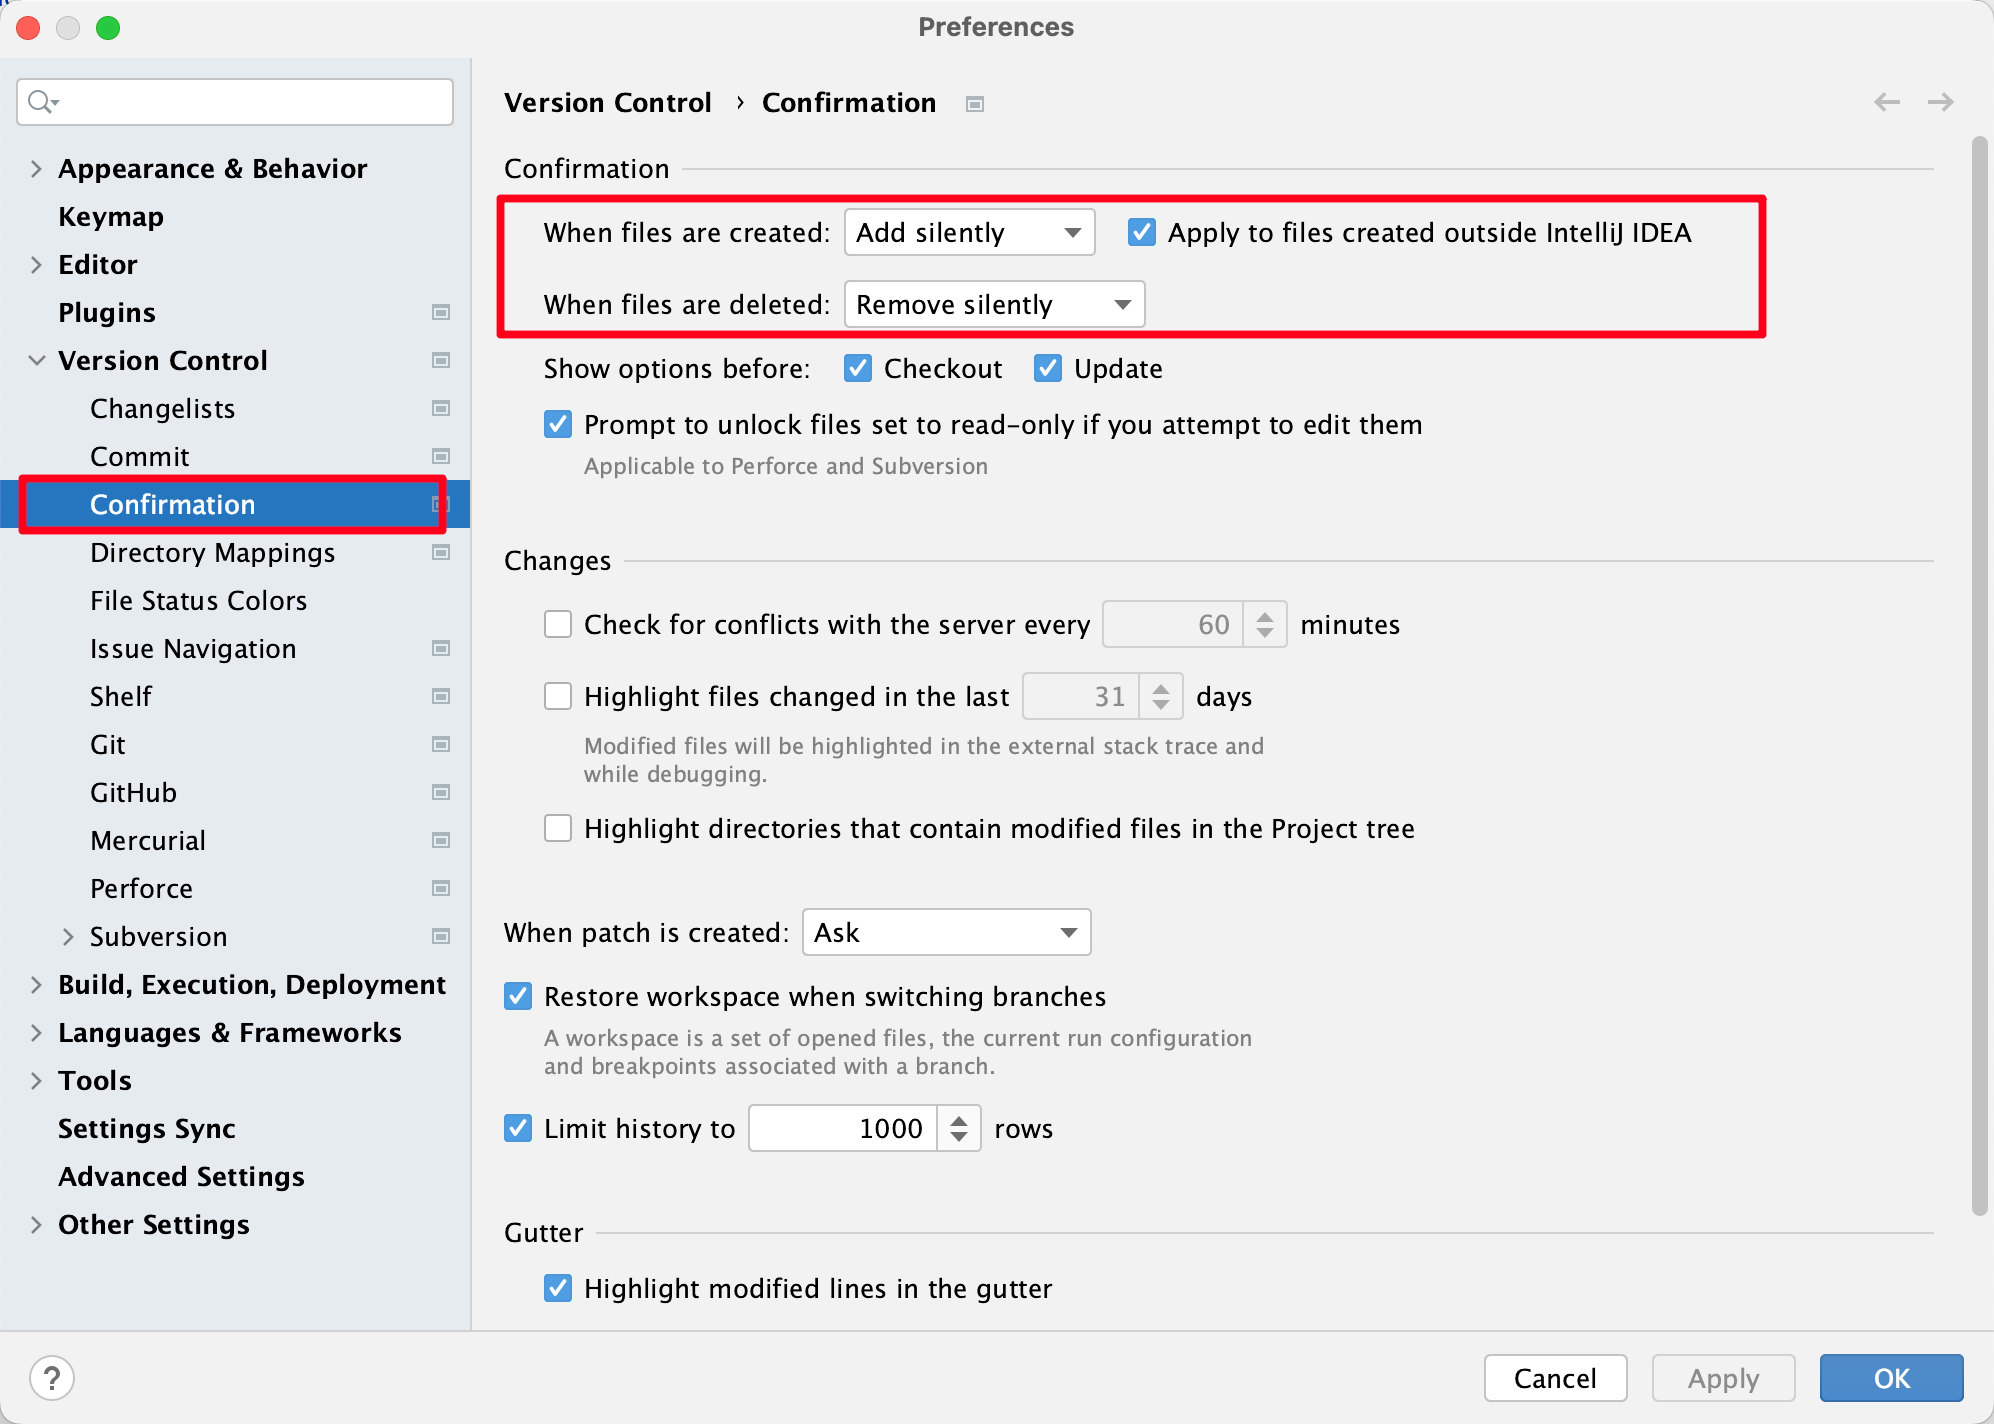 Preferences
Appearance & Behavior
Keymap
Editor
Plugins
Version Control
Changelists
Commit
Confirmation
Directory Mappings
File Status Colors
Issue Navigation
Shelf
Git
GitHub
Mercurial
Perforce
Subversion
Build, Execution, Deployment
Languages & Frameworks
Tools
Settings Sync
Advanced Settings
Other Settings
Version Control › Confirmation
Confirmation
When files are created: Add silently Apply to files created outside IntelliJ IDEA
When files are deleted: Remove silently
Show options before: Checkout Update
Prompt to unlock files set to read-only if you attempt to edit them
Applicable to Perforce and Subversion
Changes
Check for conflicts with the server every 60 minutes
Highlight files changed in the last 31 days
Modified files will be highlighted in the external stack trace and
while debugging.
Highlight directories that contain modified files in the Project tree
When patch is created: Ask
Restore workspace when switching branches
A workspace is a set of opened files, the current run configuration
and breakpoints associated with a branch.
Limit history to 1000 rows
Gutter
Highlight modified lines in the gutter
? Cancel Apply OK